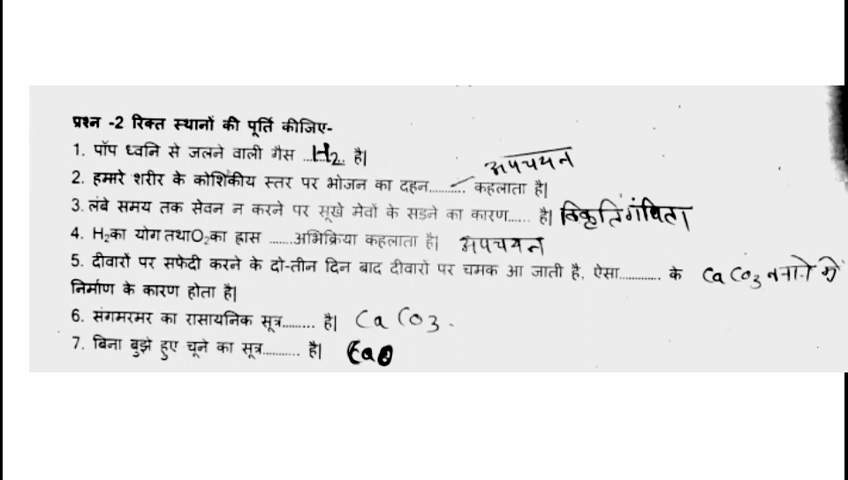 प्रश्न -2 रिक्त स्थानों की पूर्ति कीजिए-
1. पॉप ध्वनि से जलने वाली गैस ...H2.. है|
अपचयन
2. हमारे शरीर के कोशिकीय स्तर पर भोजन का दहन.......... कहलाता है|
3. लंबे समय तक सेवन न करने पर सूखे मेवों के सड़ने का कारण...... है| विकृतिगंधिता
4. H₂का योग तथाO₂का ह्रास .......अभिक्रिया कहलाता है| अपचयन
5. दीवारों पर सफेदी करने के दो-तीन दिन बाद दीवारों पर चमक आ जाती है, ऐसा............ के CaCO3 बनाने में
निर्माण के कारण होता है|
6. संगमरमर का रासायनिक सूत्र......... है| CaCO3.
7. बिना बुझे हुए चूने का सूत्र........... है| CaO